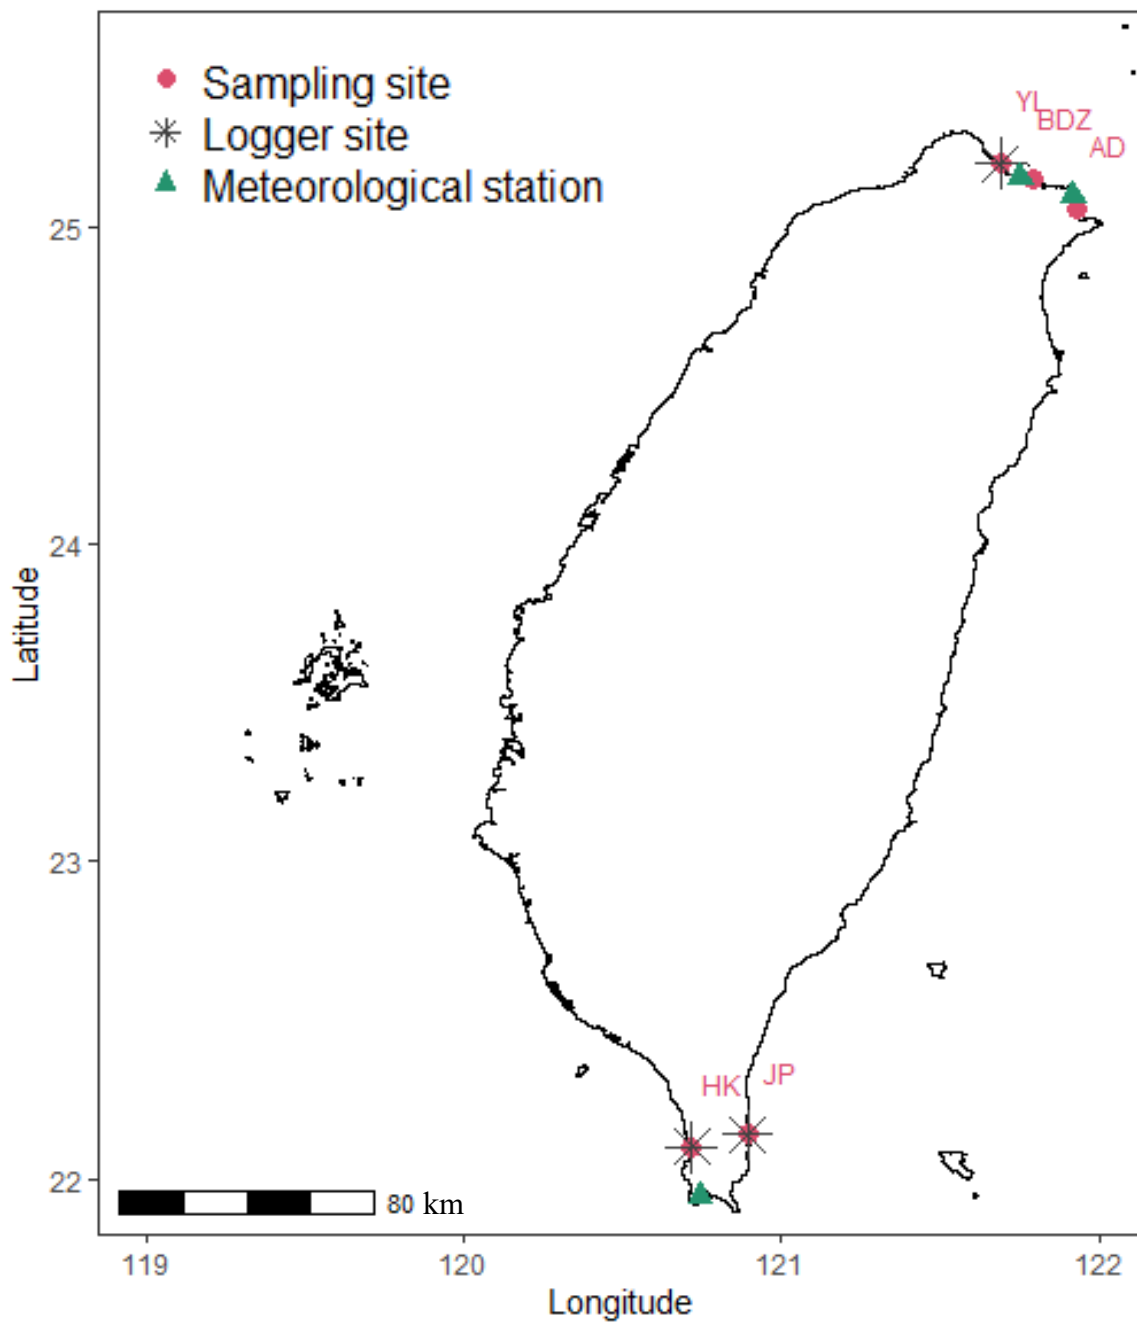 Sampling site
Logger site
Meteorological station
YL
BDZ
AD
25
24
23
22
Latitude
HK
JP
80 km
119
120
121
122
Longitude